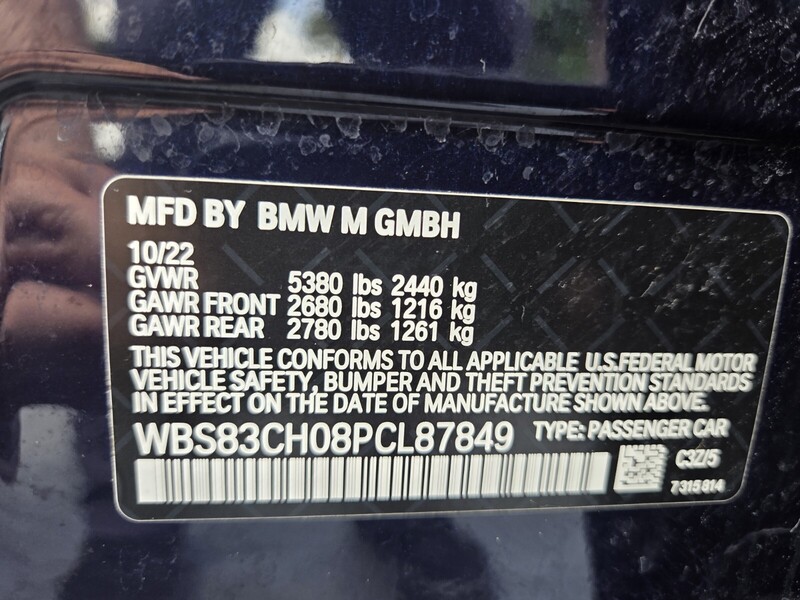 MFD BY BMW M GMBH
10/22
GVWR 5380 lbs 2440 kg
GAWR FRONT 2680 lbs 1216 kg
GAWR REAR 2780 lbs 1261 kg
THIS VEHICLE CONFORMS TO ALL APPLICABLE U.S.FEDERAL MOTOR
VEHICLE SAFETY, BUMPER AND THEFT PREVENTION STANDARDS
IN EFFECT ON THE DATE OF MANUFACTURE SHOWN ABOVE.
WBS83CH08PCL87849 TYPE: PASSENGER CAR
C3Z/5
7315814